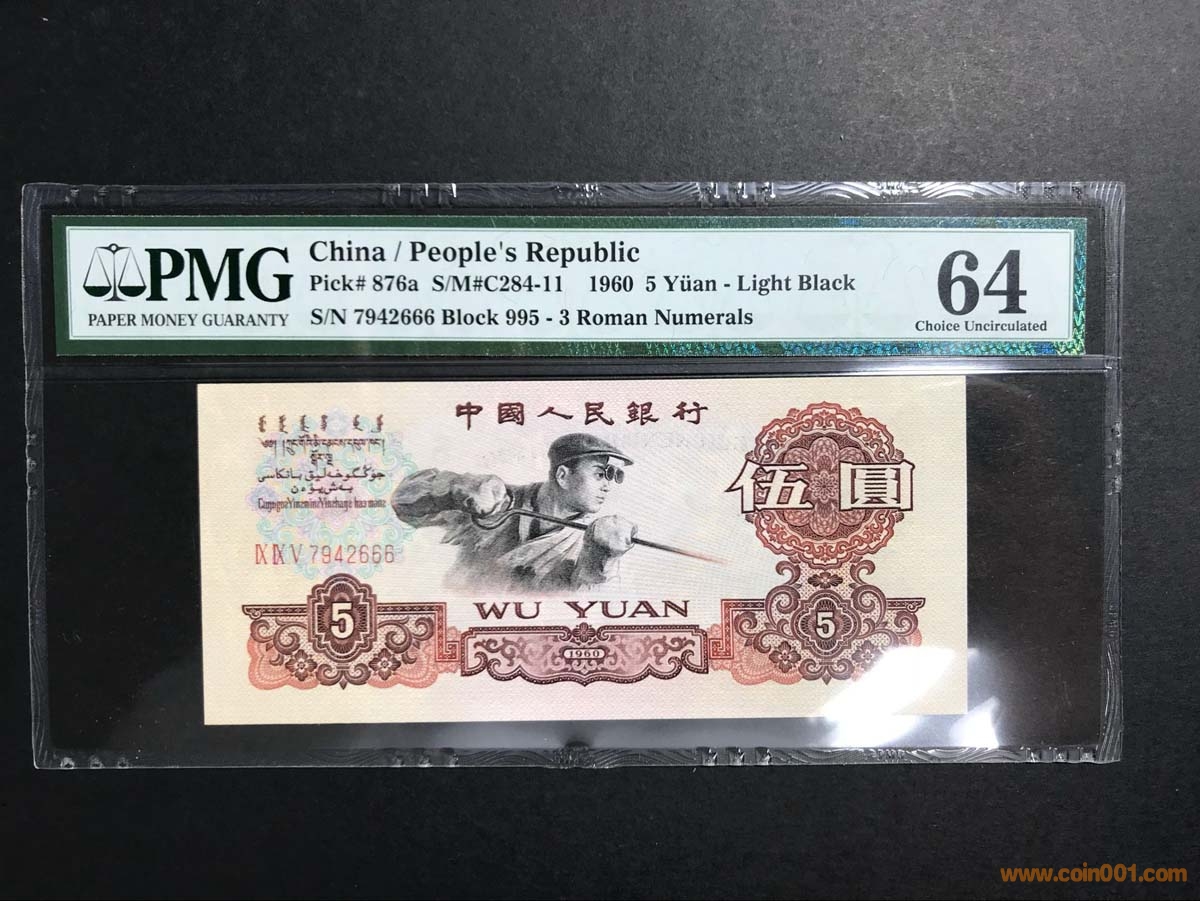 PMG
PAPER MONEY GUARANTY
China / People's Republic
Pick# 876a S/M#C284-11 1960 5 Yüan - Light Black
S/N 7942666 Block 995 - 3 Roman Numerals
64
Choice Uncirculated
中國人民銀行
伍圓
IX IX V 7942666
WU YUAN
5
1960
5
www.coin001.com